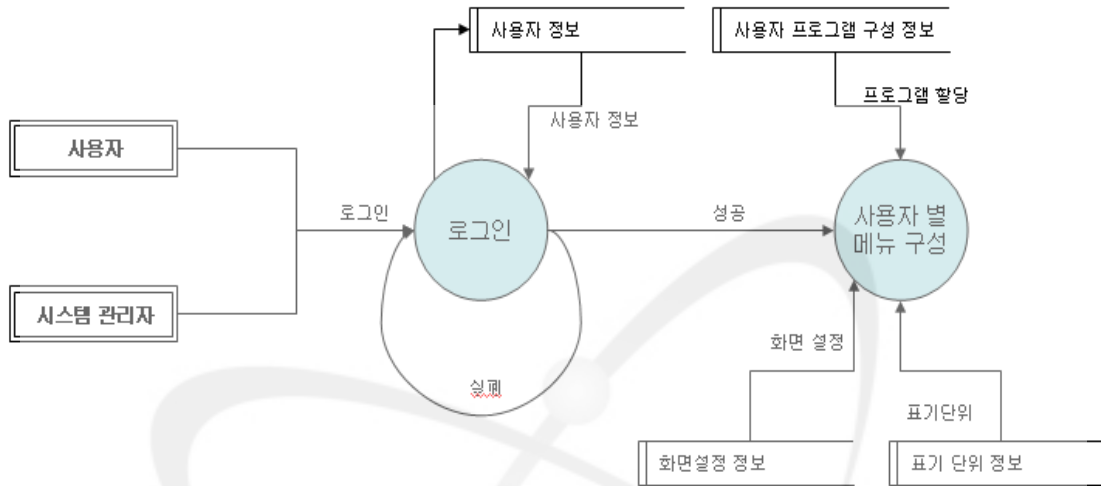 사용자 정보
사용자 프로그램 구성 정보
프로그램 할당
사용자 정보
사용자
로그인
로그인
성공
사용자 별
메뉴 구성
시스템 관리자
화면 설정
실폐
표기단위
화면설정 정보
표기 단위 정보